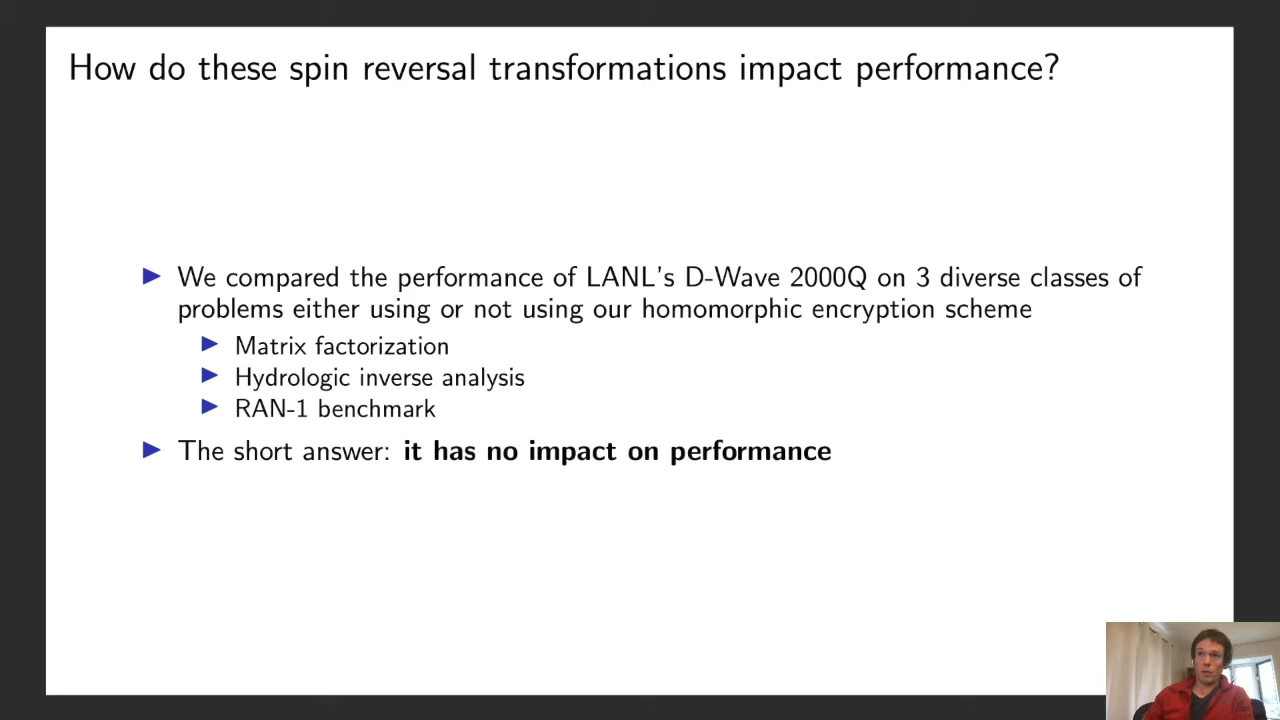 How do these spin reversal transformations impact performance?
We compared the performance of LANL's D-Wave 2000Q on 3 diverse classes of
problems either using or not using our homomorphic encryption scheme
Matrix factorization
Hydrologic inverse analysis
RAN-1 benchmark
The short answer: it has no impact on performance